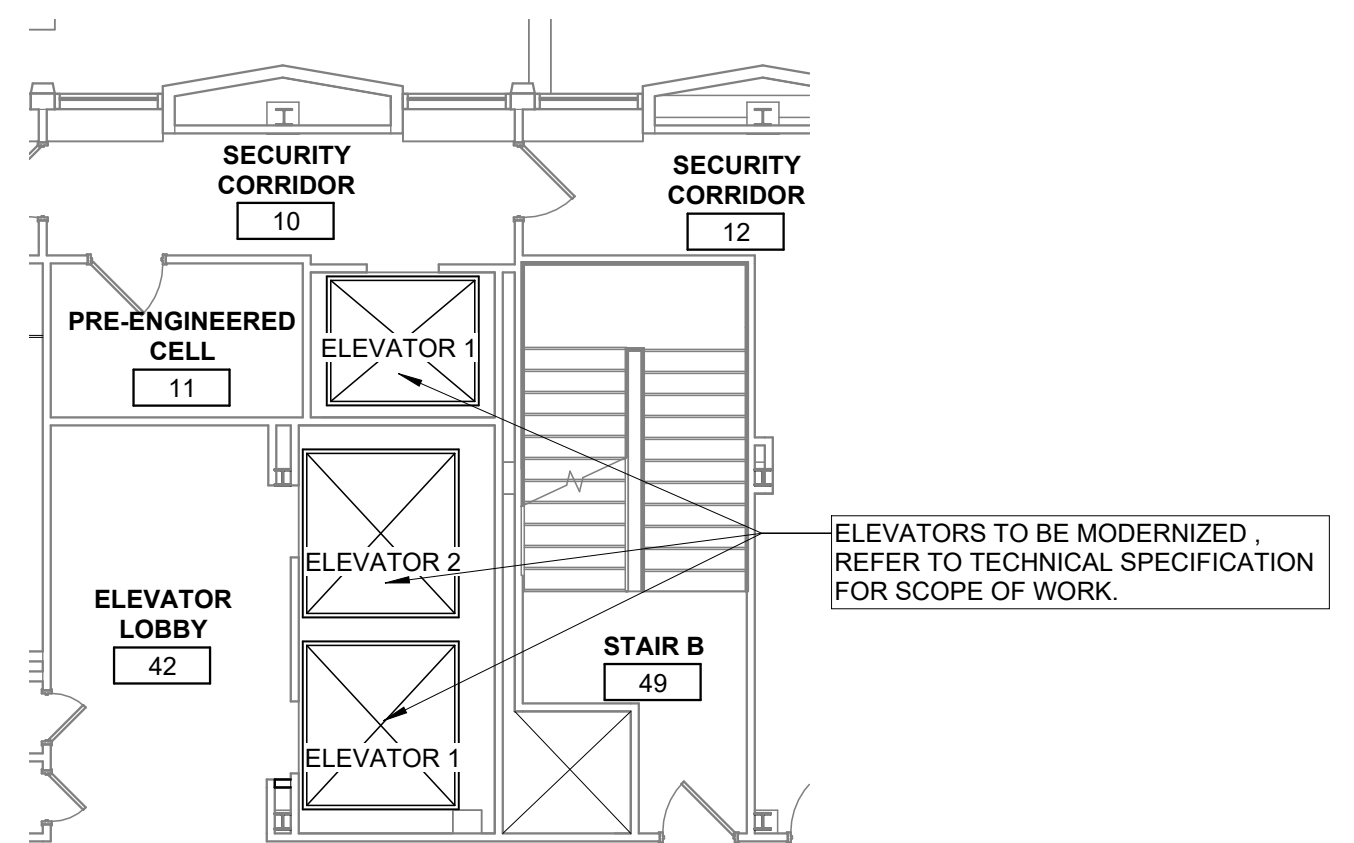 SECURITY
CORRIDOR
10
SECURITY
CORRIDOR
12
PRE-ENGINEERED
CELL
11
ELEVATOR 1
ELEVATOR 2
ELEVATORS TO BE MODERNIZED ,
REFER TO TECHNICAL SPECIFICATION
FOR SCOPE OF WORK.
ELEVATOR
LOBBY
42
STAIR B
49
ELEVATOR 1